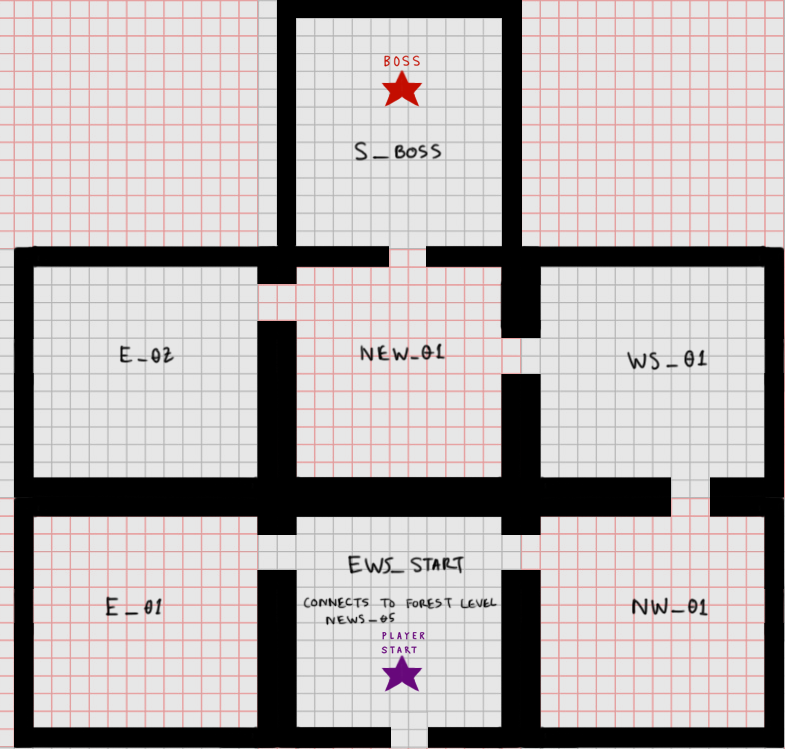 BOSS
S_BOSS
E_02
NEW_01
WS_01
EWS_START
E_01
CONNECTS TO FOREST LEVEL
NW_01
NEWS_05
PLAYER
START